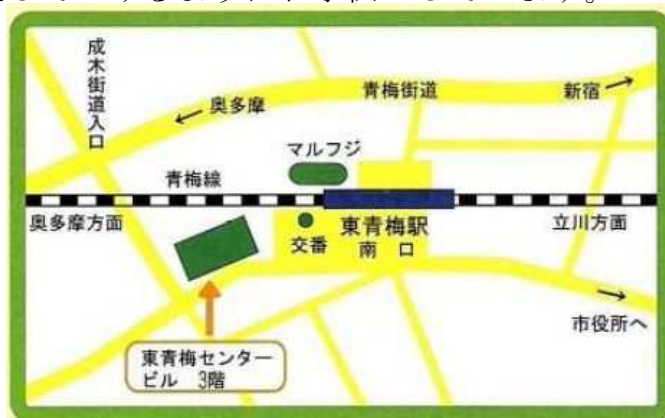 成木街道入口
奥多摩
青梅街道
新宿
マルフジ
青梅線
奥多摩方面
交番
東青梅駅
南口
立川方面
市役所へ
東青梅センター
ビル 3階